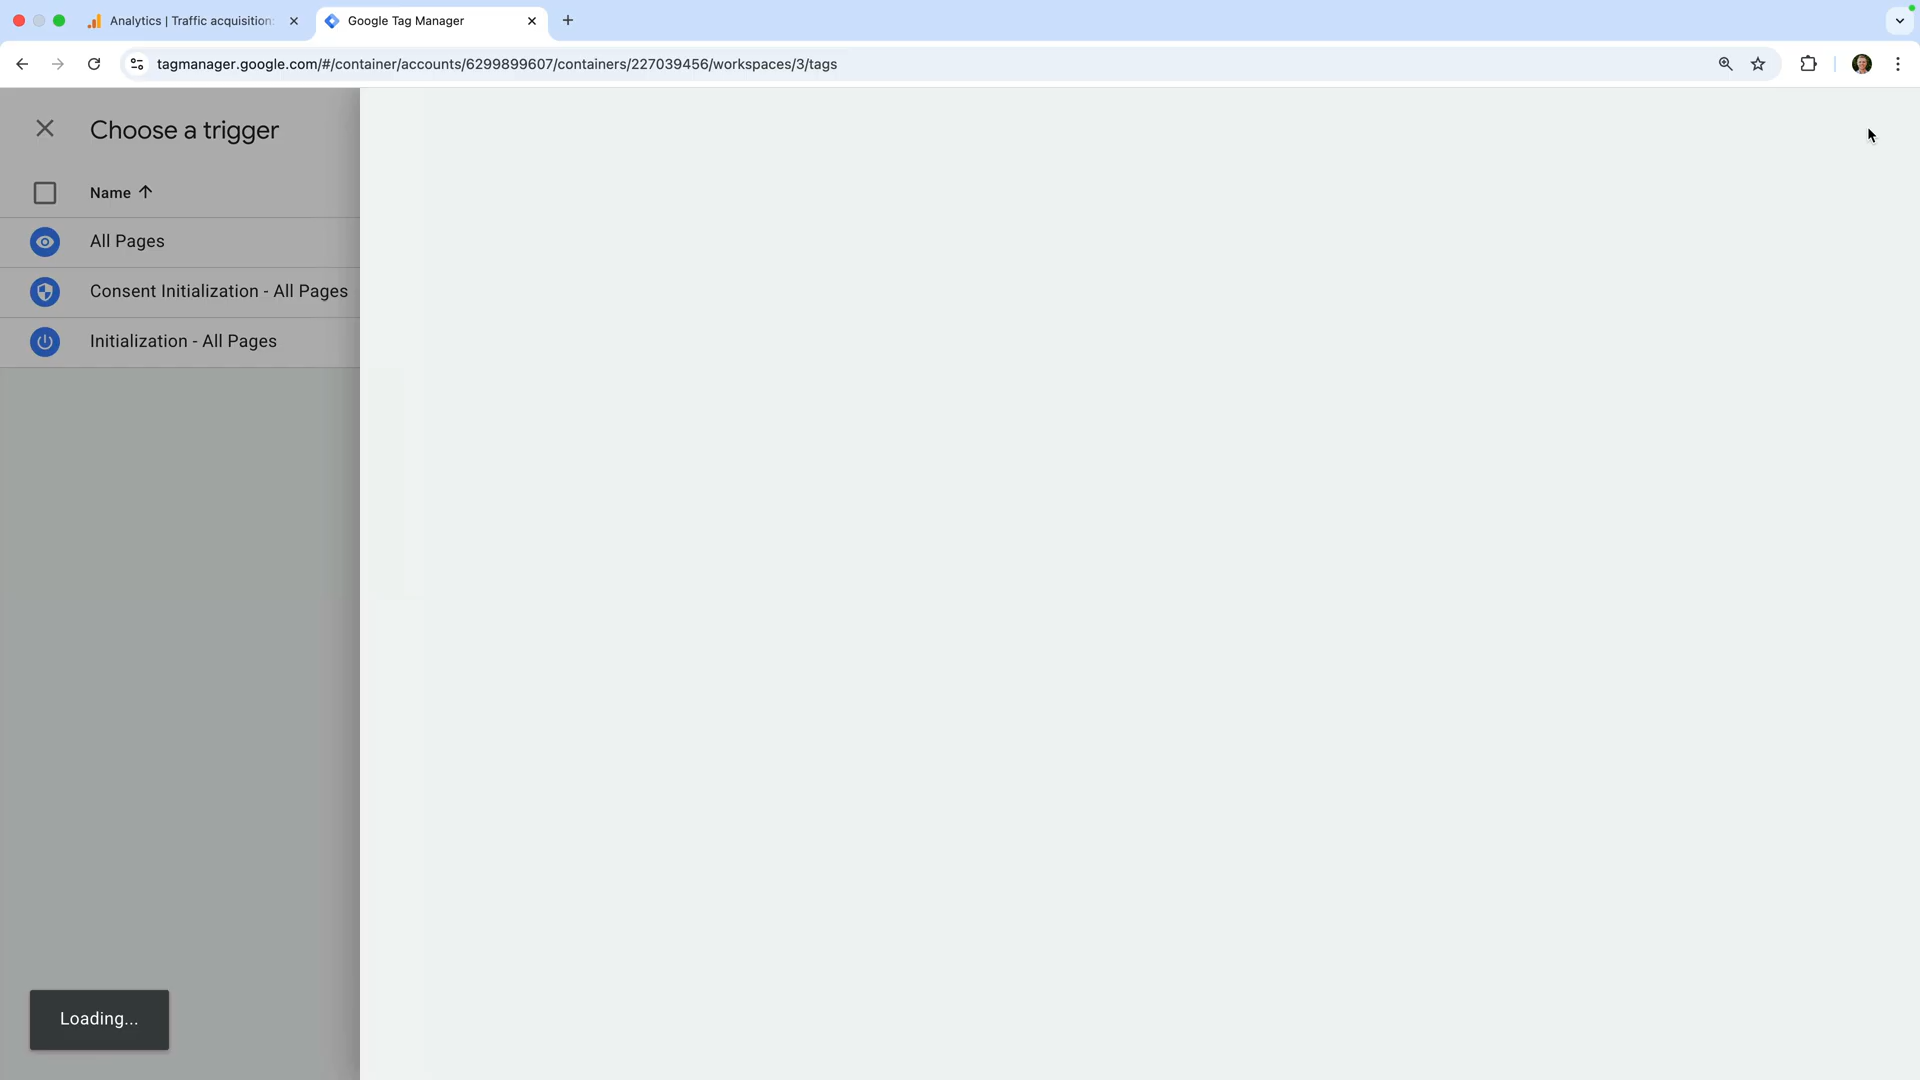 Analytics | Traffic acquisition:
Google Tag Manager
tagmanager.google.com/#/container/accounts/6299899607/containers/227039456/workspaces/3/tags
Choose a trigger
Name
All Pages
Consent Initialization - All Pages
Initialization - All Pages
Loading...